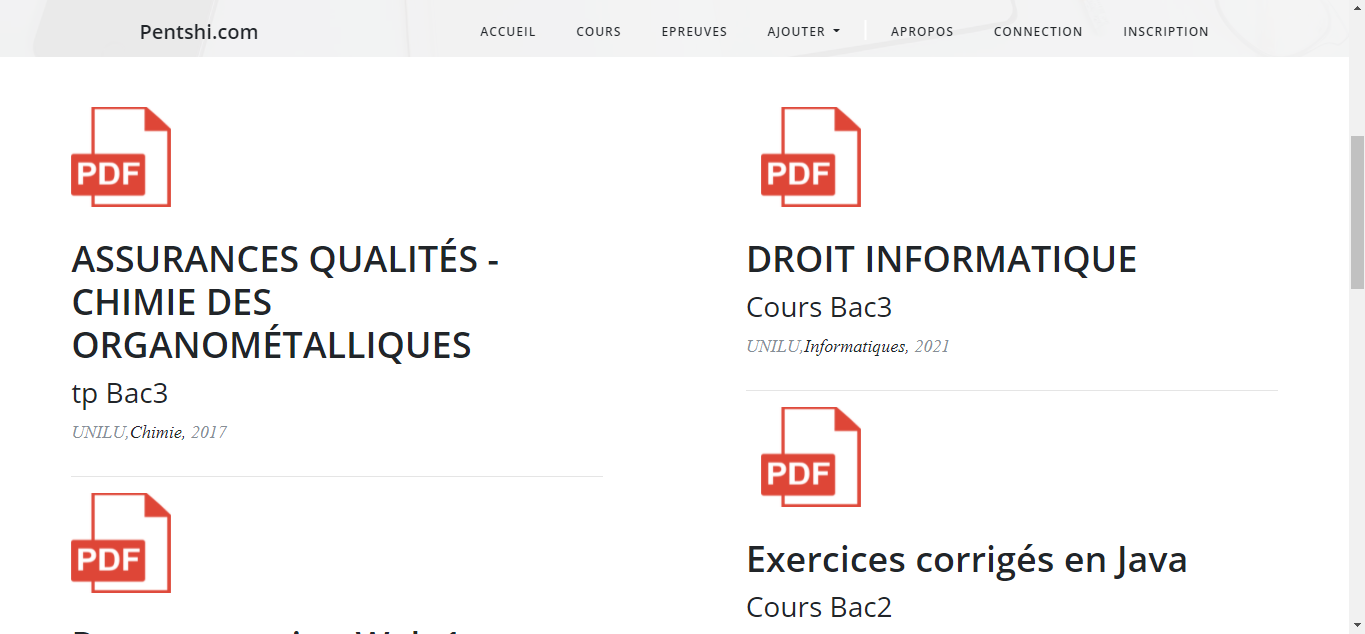 Pentshi.com
ACCUEIL COURS EPREUVES AJOUTER APROPOS CONNECTION INSCRIPTION
PDF
ASSURANCES QUALITÉS -
CHIMIE DES
ORGANOMÉTALLIQUES
tp Bac3
UNILU,Chimie, 2017
PDF
PDF
DROIT INFORMATIQUE
Cours Bac3
UNILU,Informatiques, 2021
PDF
Exercices corrigés en Java
Cours Bac2